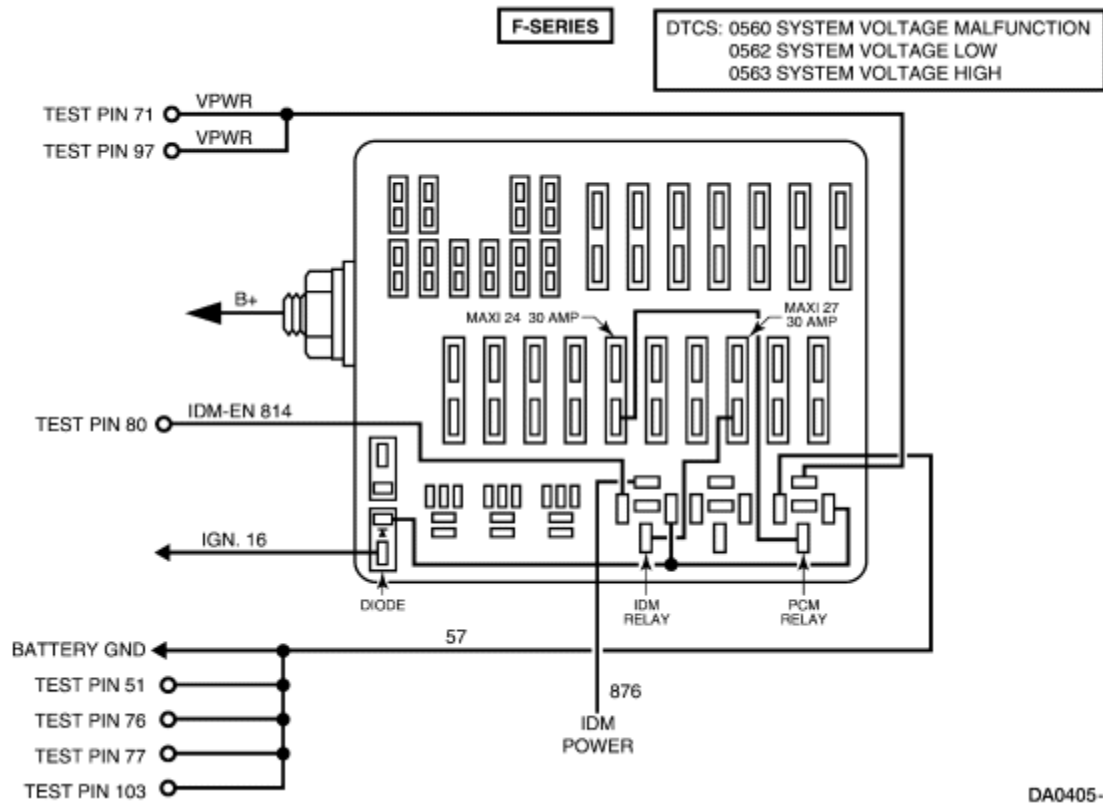 F-SERIES
DTCS: 0560 SYSTEM VOLTAGE MALFUNCTION
0562 SYSTEM VOLTAGE LOW
0563 SYSTEM VOLTAGE HIGH
TEST PIN 71
VPWR
TEST PIN 97
VPWR
B+
MAXI 24 30 AMP
MAXI 27
30 AMP
TEST PIN 80
IDM-EN 814
IGN. 16
DIODE
IDM
RELAY
PCM
RELAY
BATTERY GND
57
TEST PIN 51
TEST PIN 76
TEST PIN 77
TEST PIN 103
876
IDM
POWER
DA0405-